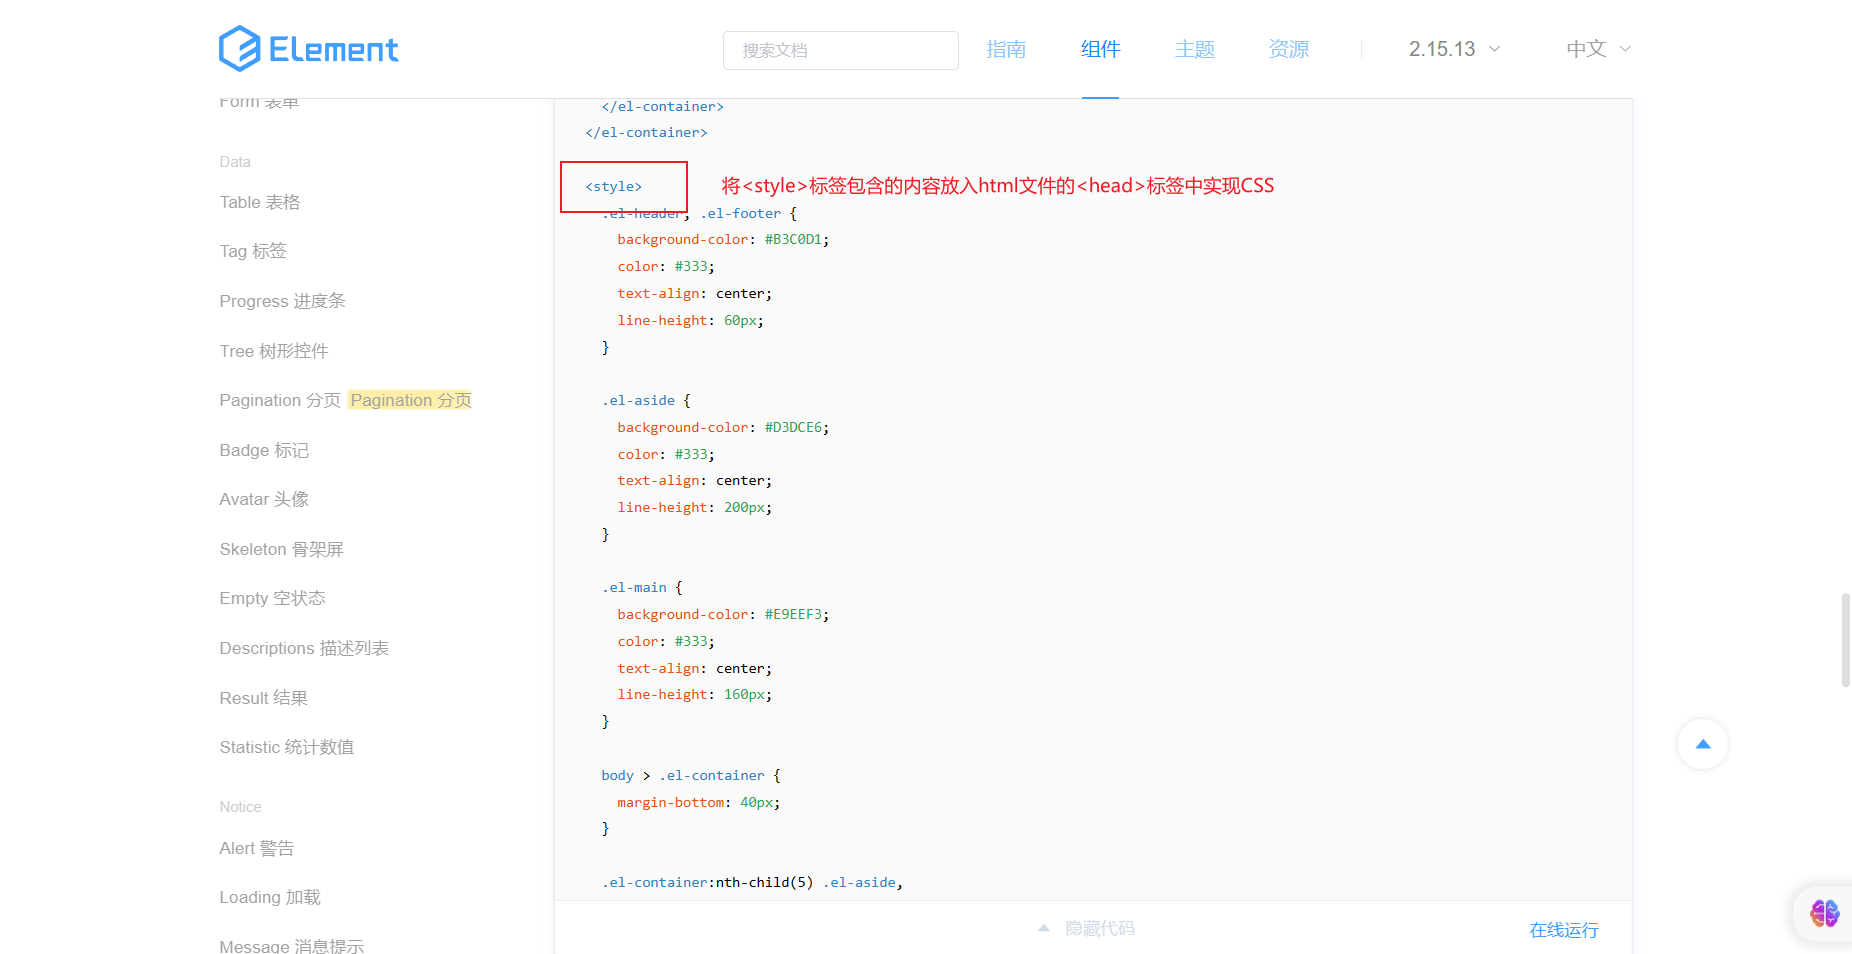 Element
搜索文档
指南
组件
主题
资源
2.15.13
中文
Form 表单
Data
Table 表格
Tag 标签
Progress 进度条
Tree 树形控件
Pagination 分页 Pagination 分页
Badge 标记
Avatar 头像
Skeleton 骨架屏
Empty 空状态
Descriptions 描述列表
Result 结果
Statistic 统计数值
Notice
Alert 警告
Loading 加载
Message 消息提示
</el-container>
</el-container>
<style>
将<style>标签包含的内容放入html文件的<head>标签中实现CSS
.el-header, .el-footer {
background-color: #B3C0D1;
color: #333;
text-align: center;
line-height: 60px;
}
.el-aside {
background-color: #D3DCE6;
color: #333;
text-align: center;
line-height: 200px;
}
.el-main {
background-color: #E9EEF3;
color: #333;
text-align: center;
line-height: 160px;
}
body > .el-container {
margin-bottom: 40px;
}
.el-container:nth-child(5) .el-aside,
隐藏代码
在线运行